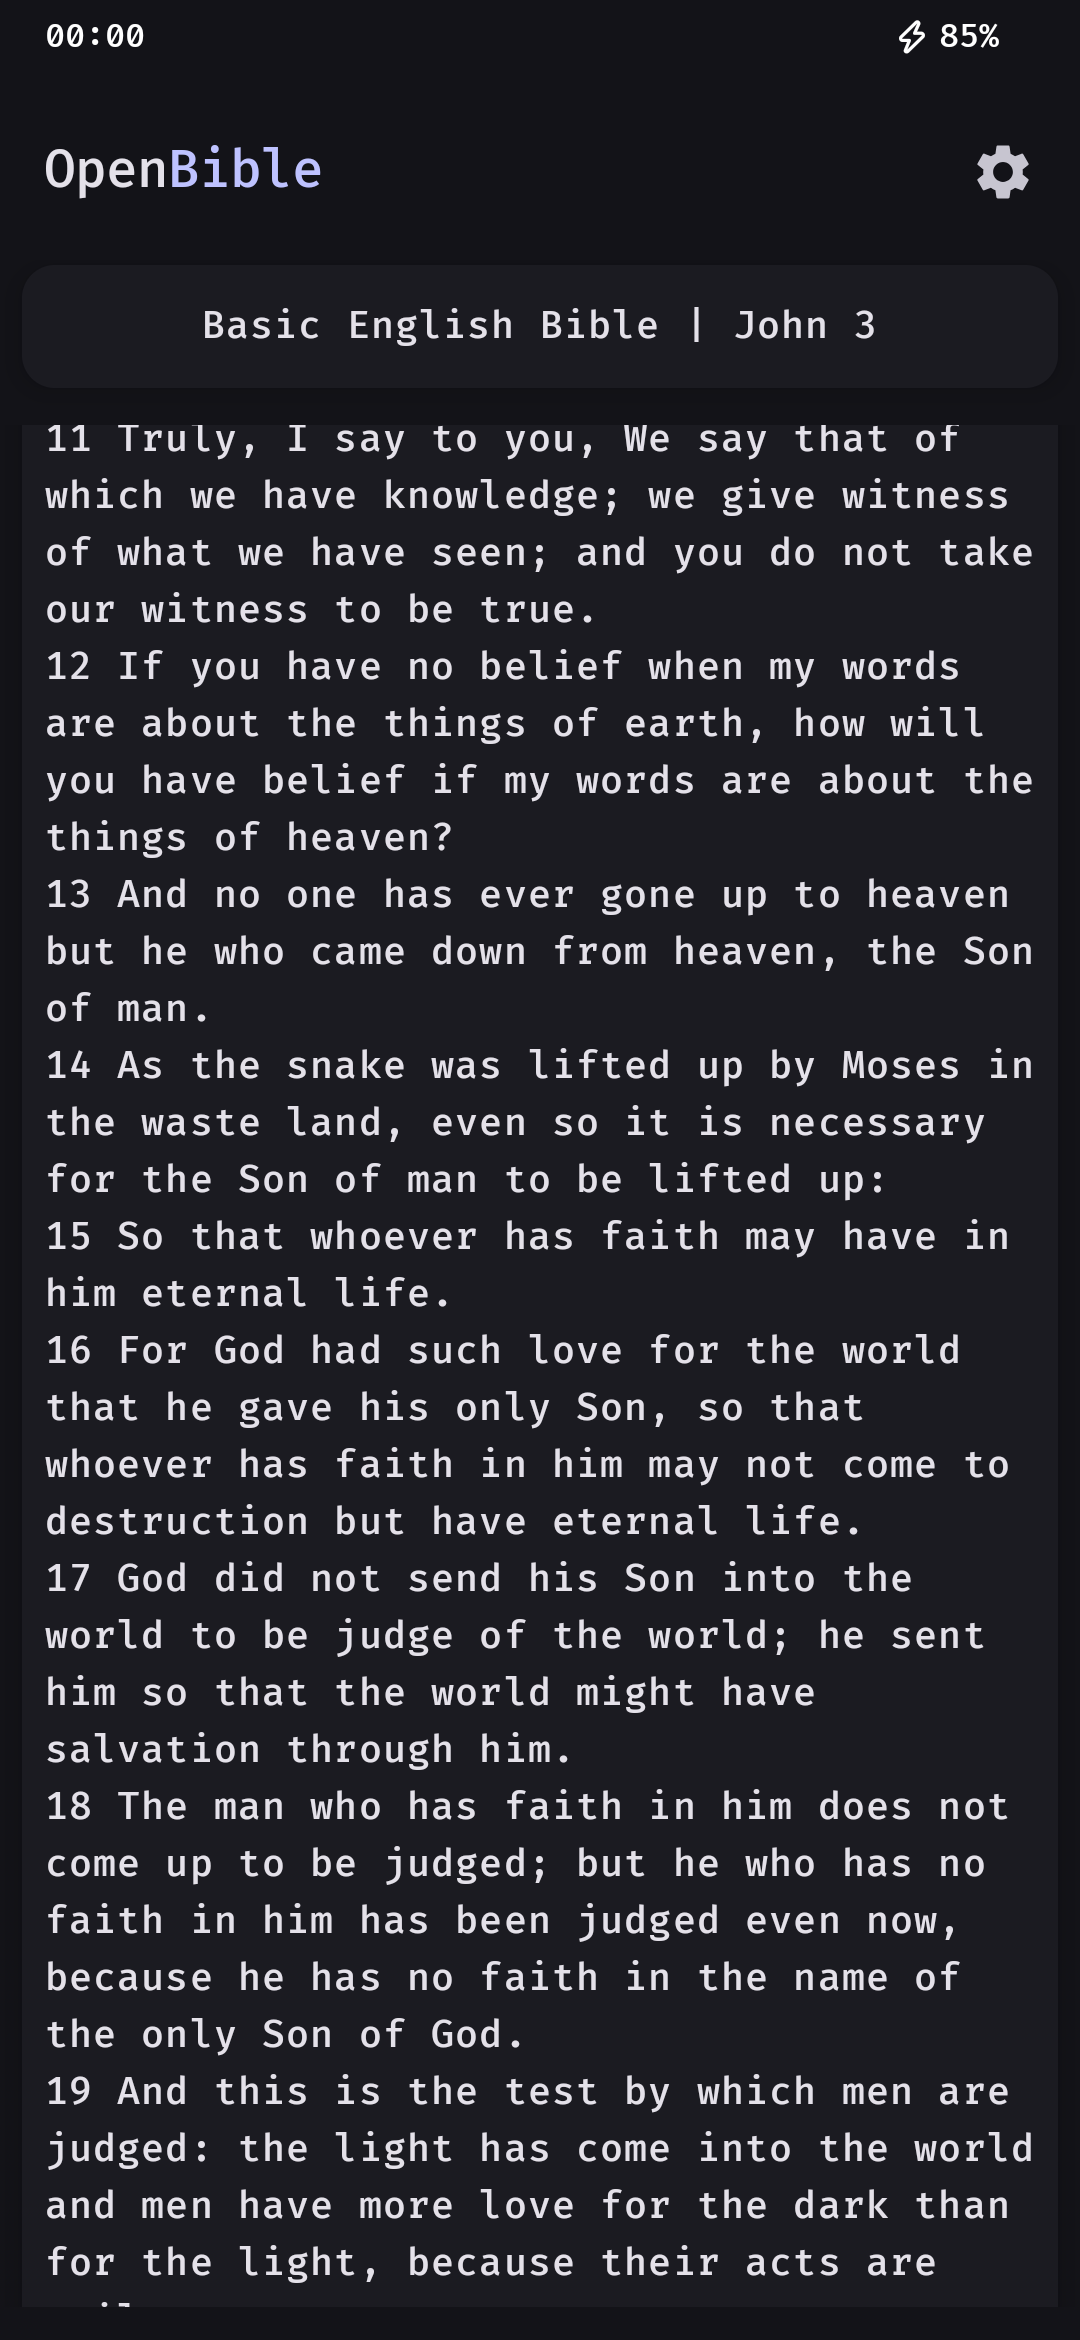 00:00
85%
OpenBible
Basic English Bible | John 3
11 Truly, I say to you, We say that of
which we have knowledge; we give witness
of what we have seen; and you do not take
our witness to be true.
12 If you have no belief when my words
are about the things of earth, how will
you have belief if my words are about the
things of heaven?
13 And no one has ever gone up to heaven
but he who came down from heaven, the Son
of man.
14 As the snake was lifted up by Moses in
the waste land, even so it is necessary
for the Son of man to be lifted up:
15 So that whoever has faith may have in
him eternal life.
16 For God had such love for the world
that he gave his only Son, so that
whoever has faith in him may not come to
destruction but have eternal life.
17 God did not send his Son into the
world to be judge of the world; he sent
him so that the world might have
salvation through him.
18 The man who has faith in him does not
come up to be judged; but he who has no
faith in him has been judged even now,
because he has no faith in the name of
the only Son of God.
19 And this is the test by which men are
judged: the light has come into the world
and men have more love for the dark than
for the light, because their acts are